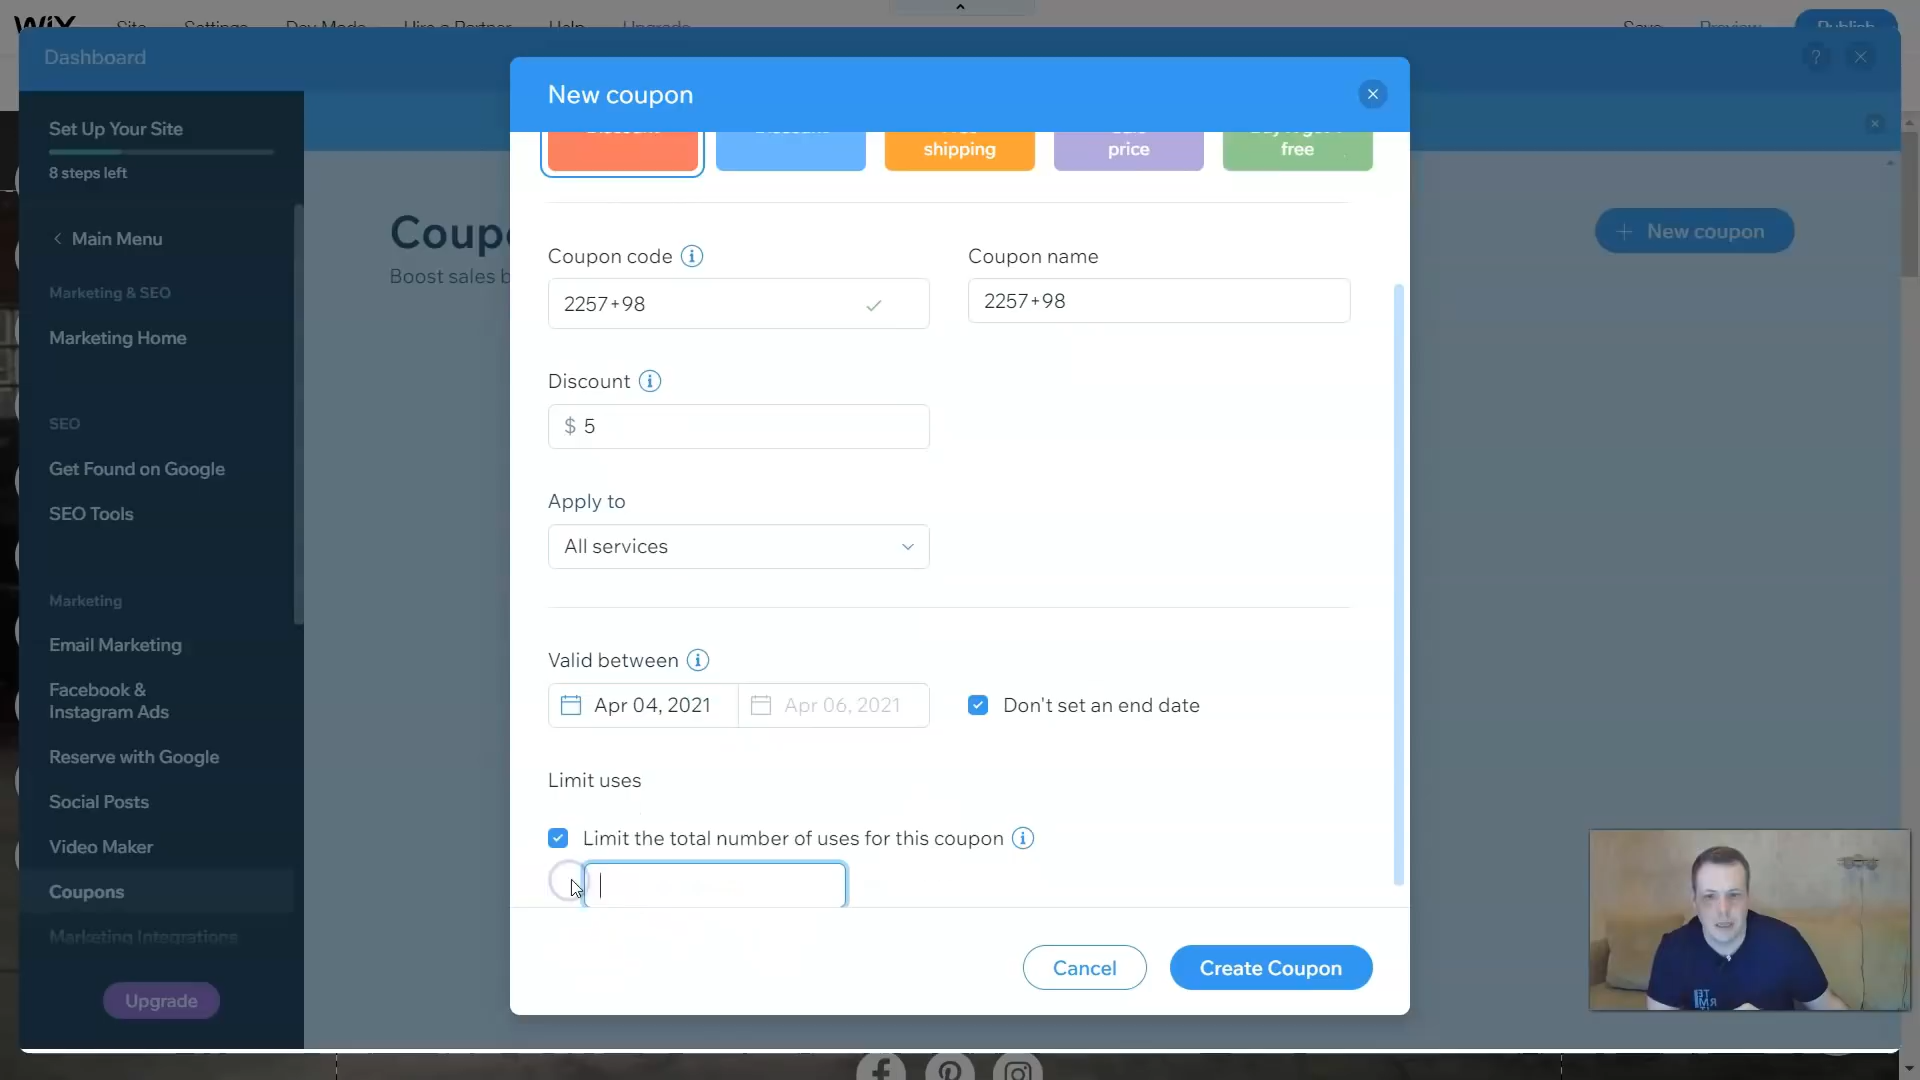 WIX Site Settings Dev Mode Hire a Partner Help Upgrade Save Preview Publish
Dashboard
?
New coupon
Set Up Your Site
8 steps left
Main Menu
Marketing & SEO
Marketing Home
SEO
Get Found on Google
SEO Tools
Marketing
Email Marketing
Facebook &
Instagram Ads
Reserve with Google
Social Posts
Video Maker
Coupons
Marketing Integrations
Upgrade
Coupo
Boost sales b
+ New coupon
Discount
Discount
Free
shipping
Sale
price
Buy X get Y
free
Coupon code
2257+98
Coupon name
2257+98
Discount
$ 5
Apply to
All services
Valid between
Apr 04, 2021
Apr 06, 2021
Don't set an end date
Limit uses
Limit the total number of uses for this coupon
Cancel
Create Coupon